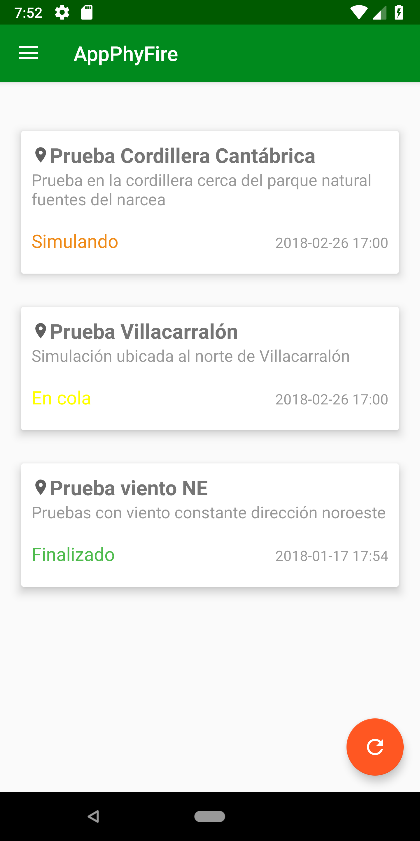 7:52
AppPhyFire
Prueba Cordillera Cantábrica
Prueba en la cordillera cerca del parque natural
fuentes del narcea
Simulando 2018-02-26 17:00
Prueba Villacarralón
Simulación ubicada al norte de Villacarralón
En cola 2018-02-26 17:00
Prueba viento NE
Pruebas con viento constante dirección noroeste
Finalizado 2018-01-17 17:54